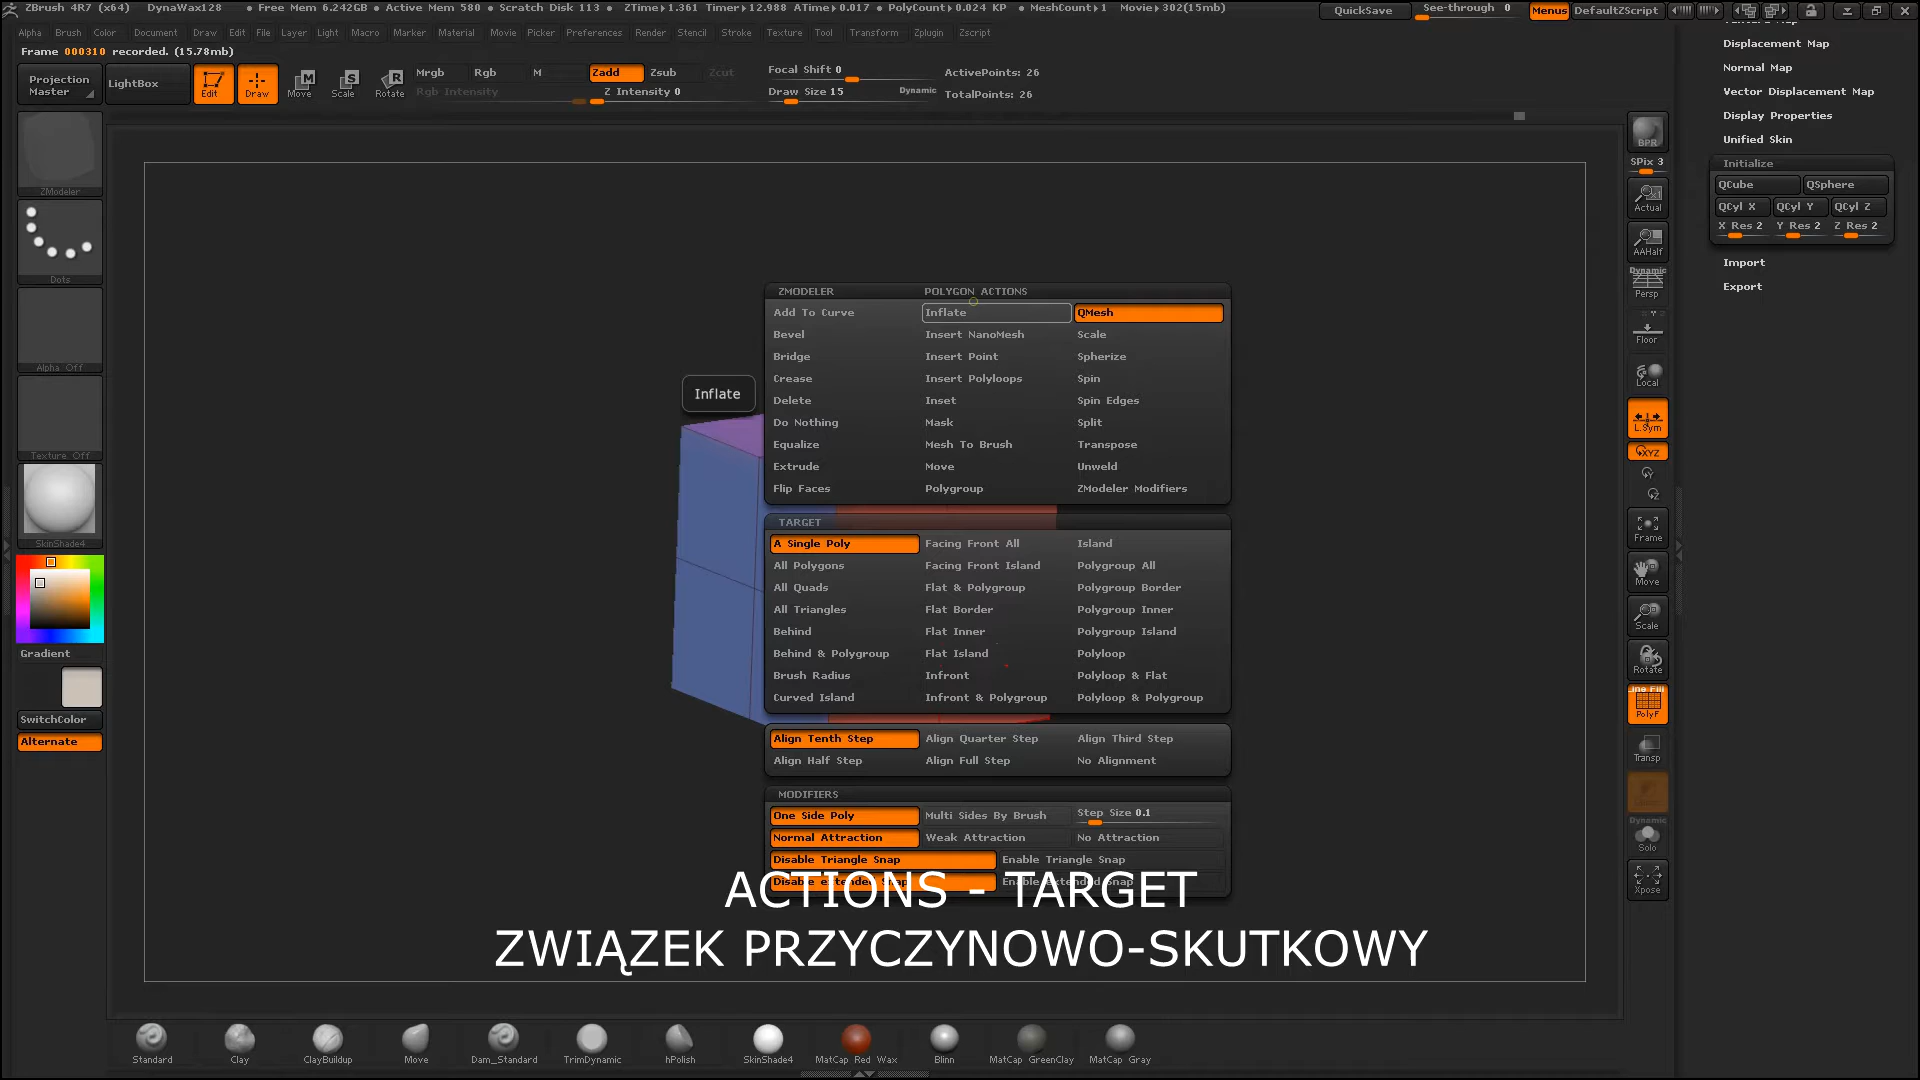 ZBrush 4R7 (x64) DynaWax128 • Free Mem 6.242GB • Active Mem 580 • Scratch Disk 113 • ZTime▸1.361 Timer▸12.988 ATime▸0.017 • PolyCount▸0.024 KP • MeshCount▸1 Movie▸302(15mb) QuickSave See-through 0 Menus DefaultZScript
Alpha Brush Color Document Draw Edit File Layer Light Macro Marker Material Movie Picker Preferences Render Stencil Stroke Texture Tool Transform Zplugin Zscript
Frame 000310 recorded. (15.78mb)
Projection Master
LightBox
Edit
Draw
Move
Scale
Rotate
Mrgb Rgb M Zadd Zsub Zcut
Rgb Intensity Z Intensity 0
Focal Shift 0
Draw Size 15 Dynamic
ActivePoints: 26
TotalPoints: 26
ZModeler
Dots
Alpha Off
Texture Off
SkinShade4
Gradient
SwitchColor
Alternate
Inflate
ZMODELER POLYGON ACTIONS
Add To Curve Inflate QMesh
Bevel Insert NanoMesh Scale
Bridge Insert Point Spherize
Crease Insert Polyloops Spin
Delete Inset Spin Edges
Do Nothing Mask Split
Equalize Mesh To Brush Transpose
Extrude Move Unweld
Flip Faces Polygroup ZModeler Modifiers
TARGET
A Single Poly Facing Front All Island
All Polygons Facing Front Island Polygroup All
All Quads Flat & Polygroup Polygroup Border
All Triangles Flat Border Polygroup Inner
Behind Flat Inner Polygroup Island
Behind & Polygroup Flat Island Polyloop
Brush Radius Infront Polyloop & Flat
Curved Island Infront & Polygroup Polyloop & Polygroup
Align Tenth Step Align Quarter Step Align Third Step
Align Half Step Align Full Step No Alignment
MODIFIERS
One Side Poly Multi Sides By Brush Step Size 0.1
Normal Attraction Weak Attraction No Attraction
Disable Triangle Snap Enable Triangle Snap
Disable extended Snap Enable extended Snap
ACTIONS - TARGET
ZWIĄZEK PRZYCZYNOWO-SKUTKOWY
BPR
SPix 3
Actual
AAHalf
Dynamic
Persp
Floor
Local
L.Sym
XYZ
Frame
Move
Scale
Rotate
Line Fill
PolyF
Transp
Dynamic
Solo
Xpose
Displacement Map
Normal Map
Vector Displacement Map
Display Properties
Unified Skin
Initialize
QCube QSphere
QCyl X QCyl Y QCyl Z
X Res 2 Y Res 2 Z Res 2
Import
Export
Standard Clay ClayBuildup Move Dam_Standard TrimDynamic hPolish SkinShade4 MatCap Red Wax Blinn MatCap GreenClay MatCap Gray